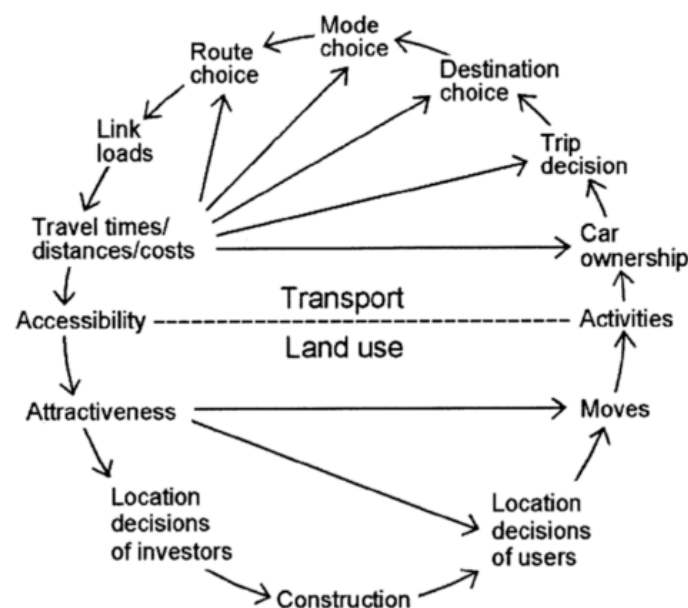 Mode
choice
Route
choice
Destination
choice
Link
loads
Trip
decision
Travel times/
distances/costs
Car
ownership
Transport
Accessibility
Activities
Land use
Attractiveness
Moves
Location
decisions
of investors
Location
decisions
of users
Construction